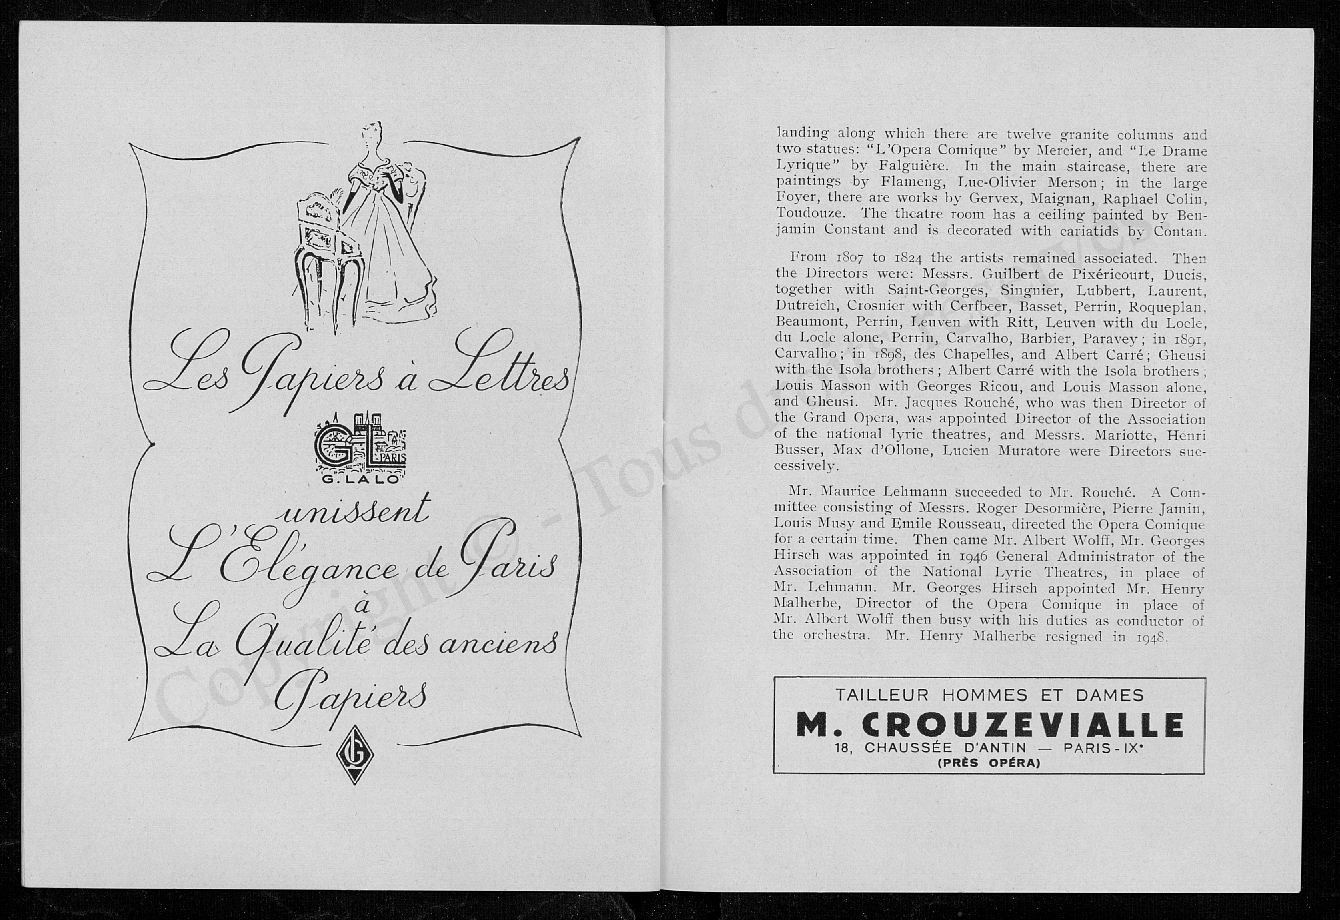 Les Papiers à Lettres
GL
PARIS
G. LALO
unissent
L'Elégance de Paris
à
La Qualité des anciens
Papiers
GL
landing along which there are twelve granite columns and
two statues: "L'Opera Comique" by Mercier, and "Le Drame
Lyrique" by Falguière. In the main staircase, there are
paintings by Flameng, Luc-Olivier Merson; in the large
Foyer, there are works by Gervex, Maignan, Raphael Colin,
Toudouze. The theatre room has a ceiling painted by Ben-
jamin Constant and is decorated with cariatids by Contan.
From 1807 to 1824 the artists remained associated. Then
the Directors were: Messrs. Guilbert de Pixéricourt, Ducis,
together with Saint-Georges, Singnier, Lubbert, Laurent,
Dutreich, Crosnier with Cerfbeer, Basset, Perrin, Roqueplan,
Beaumont, Perrin, Leuven with Ritt, Leuven with du Locle,
du Locle alone, Perrin, Carvalho, Barbier, Paravey; in 1891,
Carvalho; in 1898, des Chapelles, and Albert Carré; Gheusi
with the Isola brothers; Albert Carré with the Isola brothers;
Louis Masson with Georges Ricou, and Louis Masson alone,
and Gheusi. Mr. Jacques Rouché, who was then Director of
the Grand Opera, was appointed Director of the Association
of the national lyric theatres, and Messrs. Mariotte, Henri
Busser, Max d'Ollone, Lucien Muratore were Directors suc-
cessively.
Mr. Maurice Lehmann succeeded to Mr. Rouché. A Com-
mittee consisting of Messrs. Roger Desormière, Pierre Jamin,
Louis Musy and Emile Rousseau, directed the Opera Comique
for a certain time. Then came Mr. Albert Wolff, Mr. Georges
Hirsch was appointed in 1946 General Administrator of the
Association of the National Lyric Theatres, in place of
Mr. Lehmann. Mr. Georges Hirsch appointed Mr. Henry
Malherbe, Director of the Opera Comique in place of
Mr. Albert Wolff then busy with his duties as conductor of
the orchestra. Mr. Henry Malherbe resigned in 1948.
TAILLEUR HOMMES ET DAMES
M. CROUZEVIALLE
18, CHAUSSÉE D'ANTIN — PARIS-IXe
(PRÈS OPÉRA)
Copyright © - Tous d